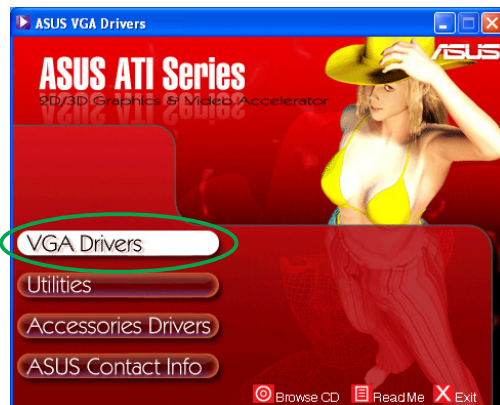 ASUS VGA Drivers
ASUS
ASUS ATI Series
2D/3D Graphics & Video Accelerator
VGA Drivers
Utilities
Accessories Drivers
ASUS Contact Info
Browse CD ReadMe Exit